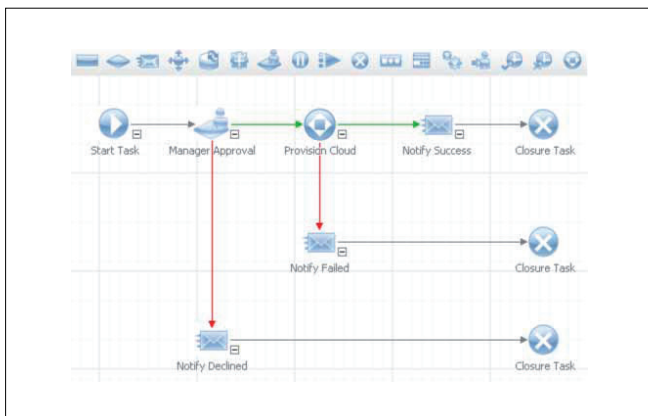 Start Task
Manager Approval
Provision Cloud
Notify Success
Closure Task
Notify Failed
Closure Task
Notify Declined
Closure Task